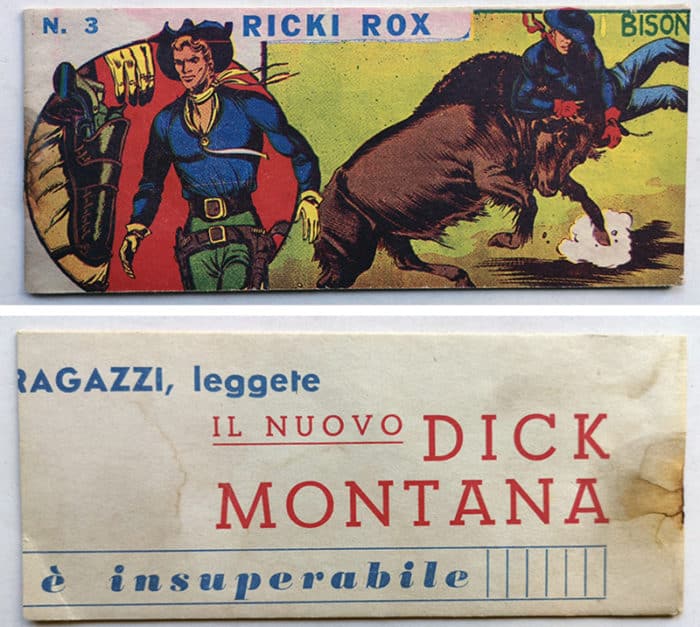 N. 3 RICKI ROX
BISON
RAGAZZI, leggete
IL NUOVO DICK
MONTANA
è insuperabile